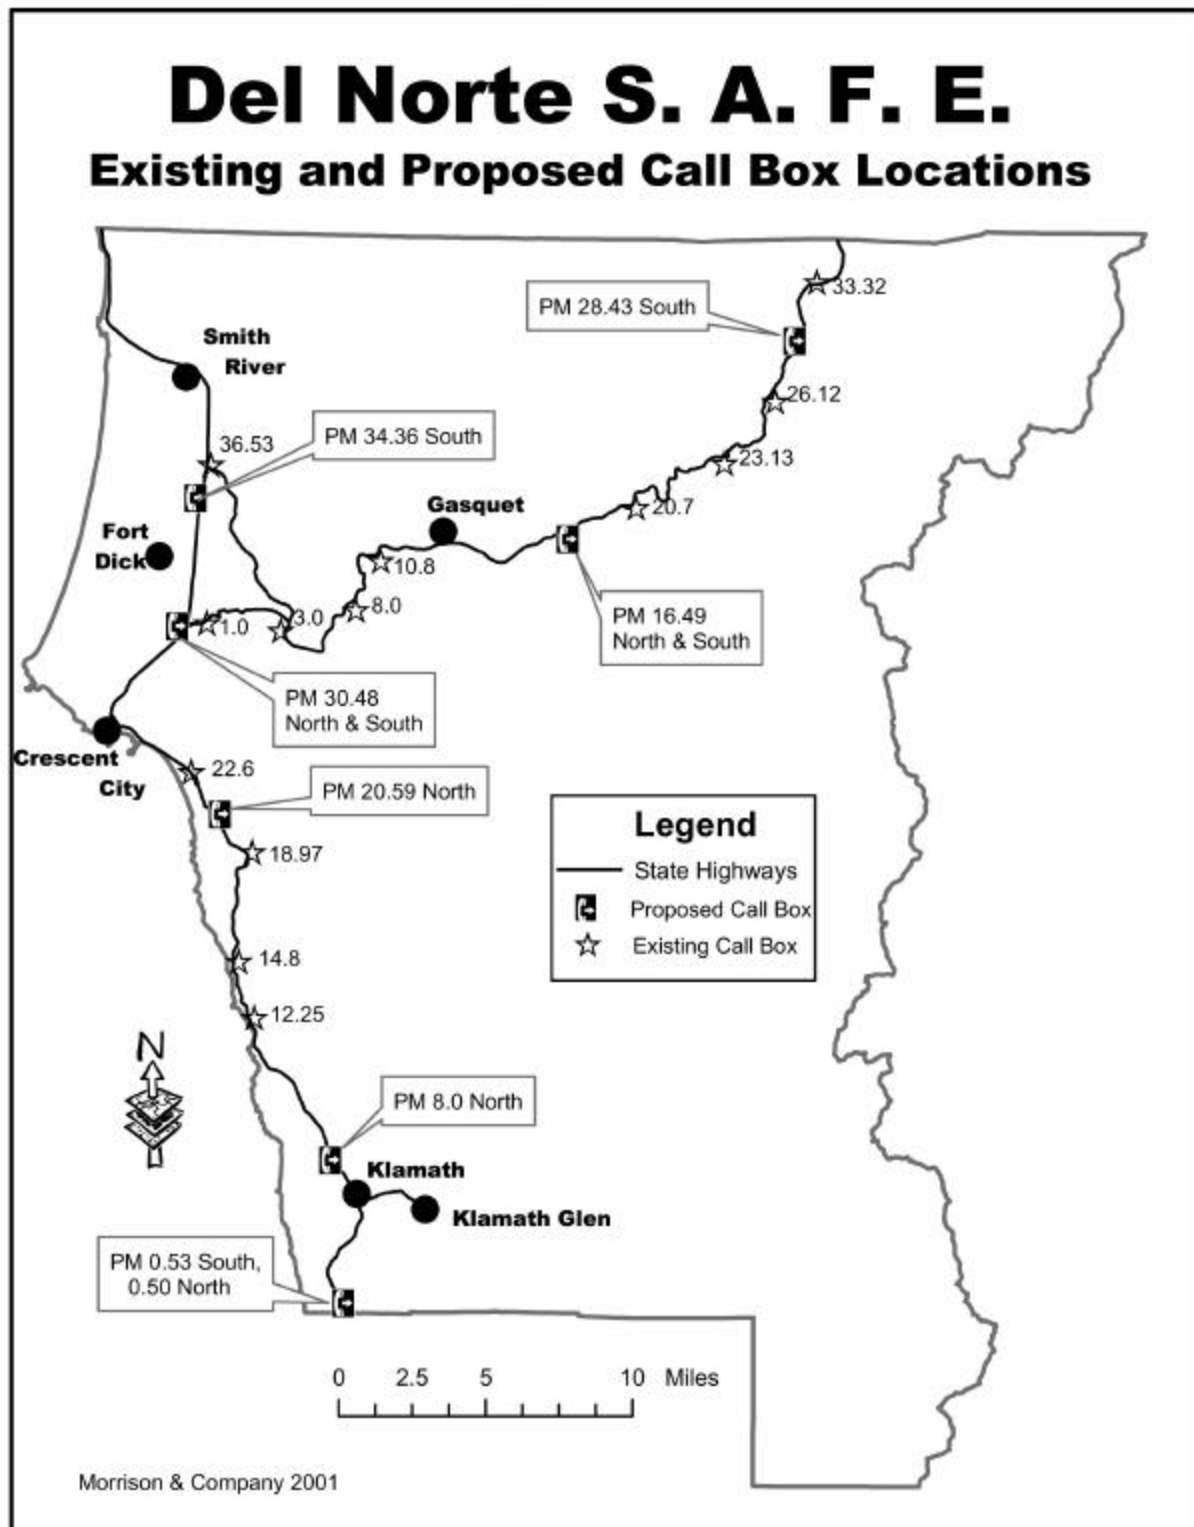 Del Norte S. A. F. E.
Existing and Proposed Call Box Locations
33.32
PM 28.43 South
Smith
River
26.12
PM 34.36 South
36.53
23.13
Gasquet
20.7
Fort
Dick
10.8
8.0
3.0
1.0
PM 16.49
North & South
PM 30.48
North & South
Crescent
City
22.6
PM 20.59 North
18.97
Legend
State Highways
Proposed Call Box
Existing Call Box
14.8
12.25
N
PM 8.0 North
Klamath
Klamath Glen
PM 0.53 South,
0.50 North
0 2.5 5 10 Miles
Morrison & Company 2001